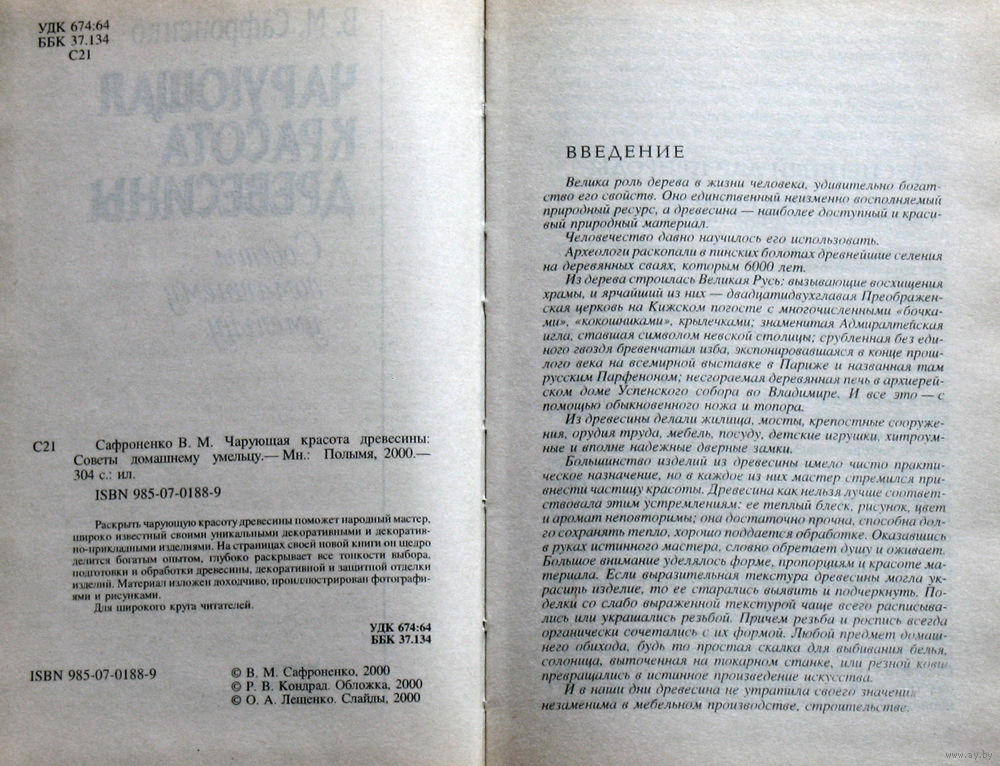 УДК 674:64
ББК 37.134
С21
В. М. Сафроненко
ЧАРУЮЩАЯ
КРАСОТА
ДРЕВЕСИНЫ
Советы
домашнему
умельцу
С21 Сафроненко В. М. Чарующая красота древесины:
Советы домашнему умельцу.— Мн.: Полымя, 2000.—
304 с.: ил.
ISBN 985-07-0188-9
Раскрыть чарующую красоту древесины поможет народный мастер,
широко известный своими уникальными декоративными и декоратив-
но-прикладными изделиями. На страницах своей новой книги он щедро
делится богатым опытом, глубоко раскрывает все тонкости выбора,
подготовки и обработки древесины, декоративной и защитной отделки
изделий. Материал изложен доходчиво, проиллюстрирован фотографи-
ями и рисунками.
Для широкого круга читателей.
УДК 674:64
ББК 37.134
ISBN 985-07-0188-9
© В. М. Сафроненко, 2000
© Р. В. Кондрад. Обложка, 2000
© О. А. Лещенко. Слайды, 2000
ВВЕДЕНИЕ
Велика роль дерева в жизни человека, удивительно богат-
ство его свойств. Оно единственный неизменно восполняемый
природный ресурс, а древесина — наиболее доступный и краси-
вый природный материал.
Человечество давно научилось его использовать.
Археологи раскопали в пинских болотах древнейшие селения
на деревянных сваях, которым 6000 лет.
Из дерева строилась Великая Русь: вызывающие восхищения
храмы, и ярчайший из них — двадцатидвухглавая Преображен-
ская церковь на Кижском погосте с многочисленными «бочка-
ми», «кокошниками», крылечками; знаменитая Адмиралтейская
игла, ставшая символом невской столицы; срубленная без еди-
ного гвоздя бревенчатая изба, экспонировавшаяся в конце прош-
лого века на всемирной выставке в Париже и названная там
русским Парфеноном; несгораемая деревянная печь в архиерей-
ском доме Успенского собора во Владимире. И все это — с
помощью обыкновенного ножа и топора.
Из древесины делали жилища, мосты, крепостные сооруже-
ния, орудия труда, мебель, посуду, детские игрушки, хитроум-
ные и вполне надежные дверные замки.
Большинство изделий из древесины имело чисто практи-
ческое назначение, но в каждое из них мастер стремился при-
внести частицу красоты. Древесина как нельзя лучше соответ-
ствовала этим устремлениям: ее теплый блеск, рисунок, цвет
и аромат неповторимы; она достаточно прочна, способна дол-
го сохранять тепло, хорошо поддается обработке. Оказавшись
в руках истинного мастера, словно обретает душу и оживает.
Большое внимание уделялось форме, пропорциям и красоте ма-
териала. Если выразительная текстура древесины могла ук-
расить изделие, то ее старались выявить и подчеркнуть. По-
делки со слабо выраженной текстурой чаще всего расписыва-
лись или украшались резьбой. Причем резьба и роспись всегда
органически сочетались с их формой. Любой предмет домаш-
него обихода, будь то простая скалка для выбивания белья,
солоница, выточенная на токарном станке, или резной ковш
превращались в истинное произведение искусства.
И в наши дни древесина не утратила своего значения
незаменима в мебельном производстве, строительстве,
www.ay.by